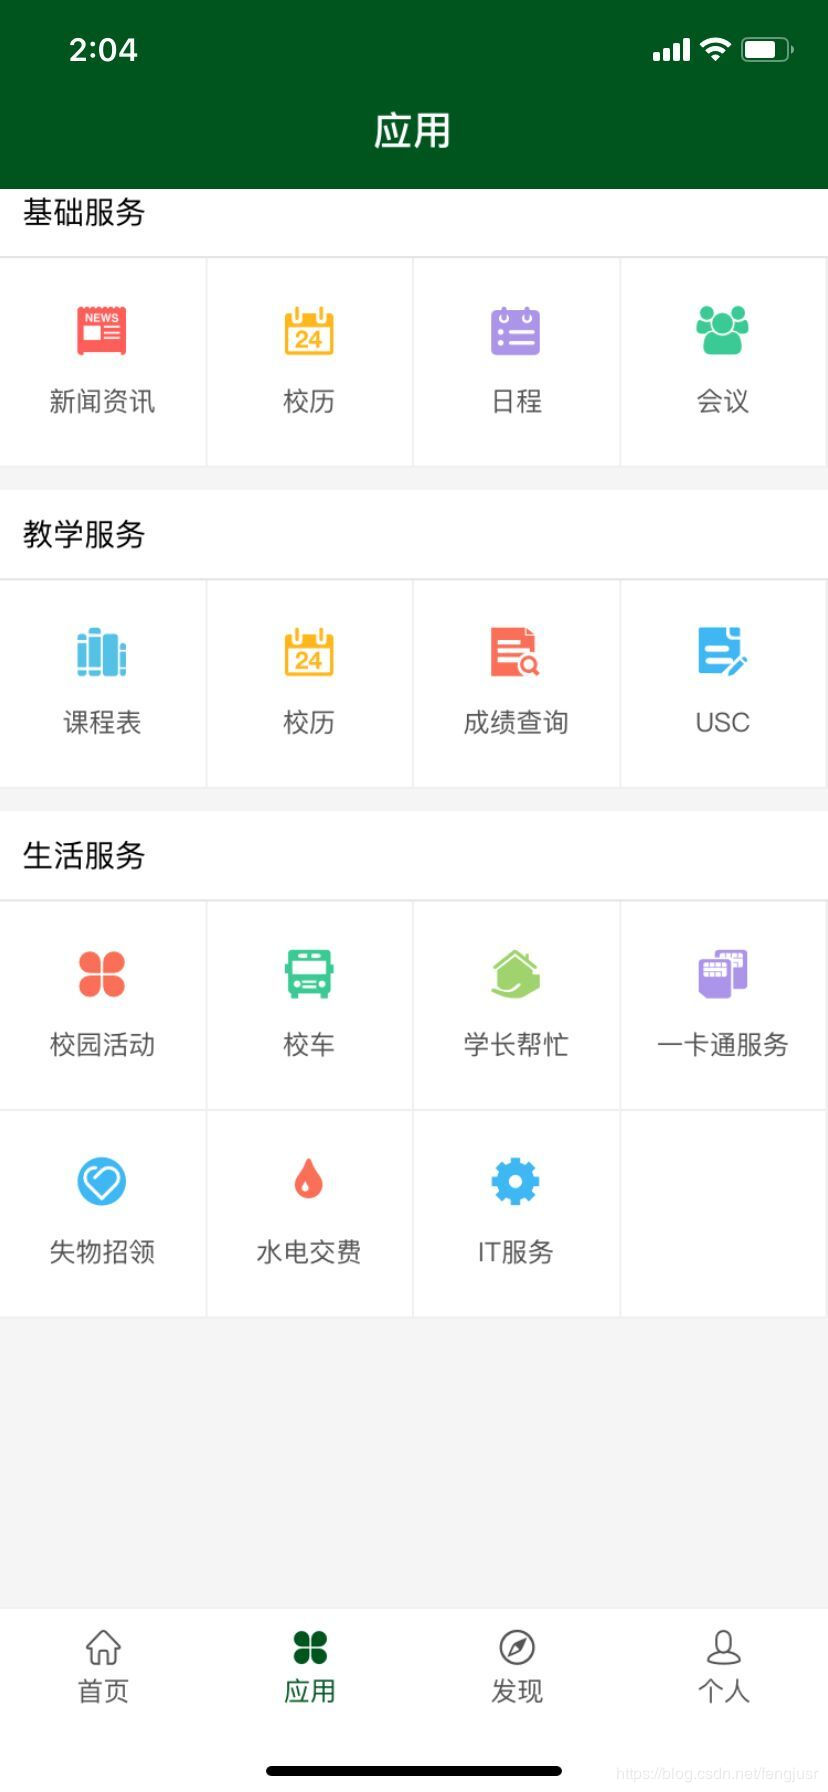 2:04
应用
基础服务
NEWS
24
新闻资讯 校历 日程 会议
教学服务
24
课程表 校历 成绩查询 USC
生活服务
校园活动 校车 学长帮忙 一卡通服务
失物招领 水电交费 IT服务
首页 应用 发现 个人
https://blog.csdn.net/fengjusr